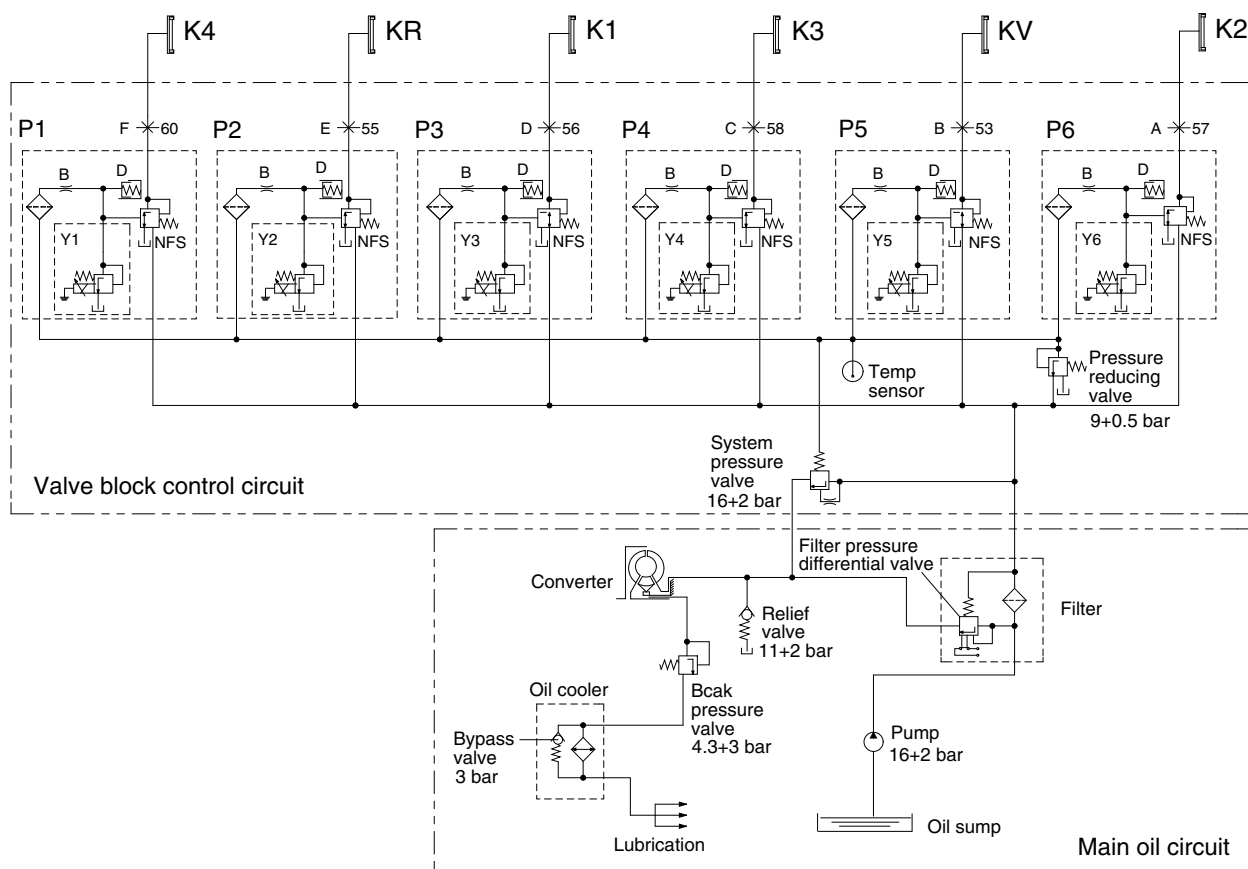 K4
KR
K1
K3
KV
K2
P1
F 60
P2
E 55
P3
D 56
P4
C 58
P5
B 53
P6
A 57
B
D
B
D
B
D
B
D
B
D
B
D
Y1
NFS
Y2
NFS
Y3
NFS
Y4
NFS
Y5
NFS
Y6
NFS
Temp
sensor
Pressure
reducing
valve
9+0.5 bar
System
pressure
valve
16+2 bar
Valve block control circuit
Filter pressure
differential valve
Converter
Relief
valve
11+2 bar
Filter
Oil cooler
Bcak
pressure
valve
4.3+3 bar
Bypass
valve
3 bar
Pump
16+2 bar
Lubrication
Oil sump
Main oil circuit